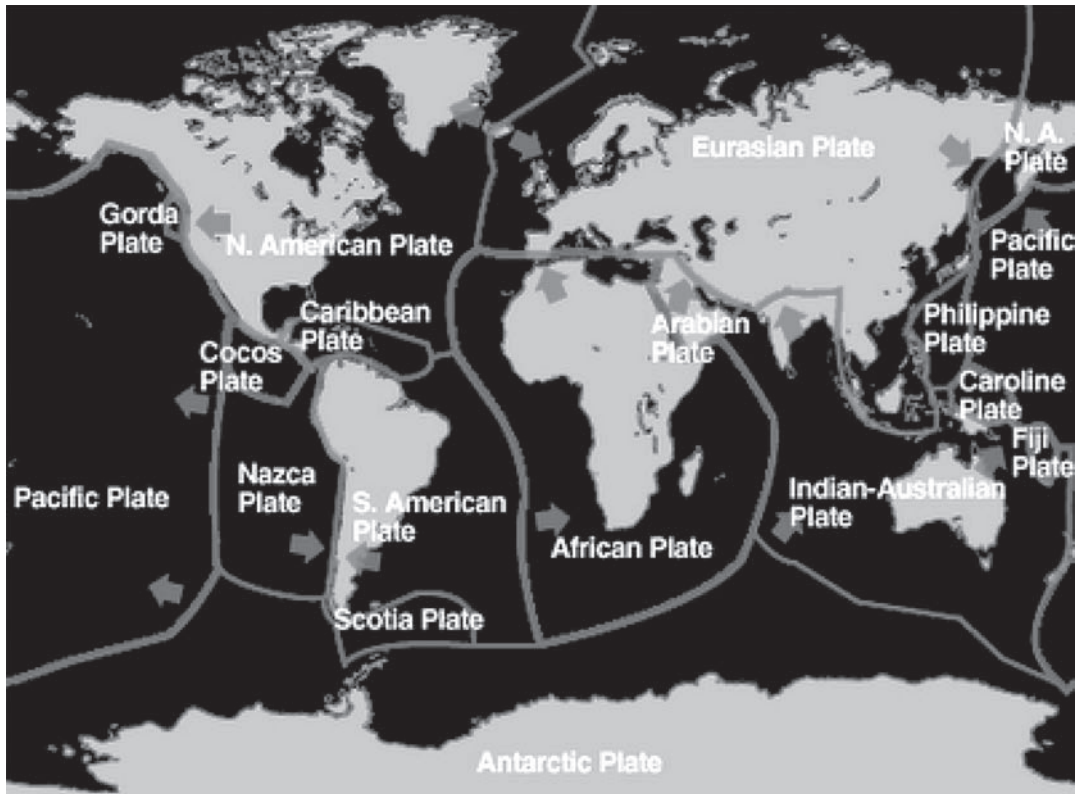 Eurasian Plate
N. A.
Plate
Gorda
Plate
N. American Plate
Pacific
Plate
Caribbean
Plate
Arabian
Plate
Philippine
Plate
Cocos
Plate
Caroline
Plate
Fiji
Plate
Nazca
Plate
Pacific Plate
S. American
Plate
Indian-Australian
Plate
African Plate
Scotia Plate
Antarctic Plate